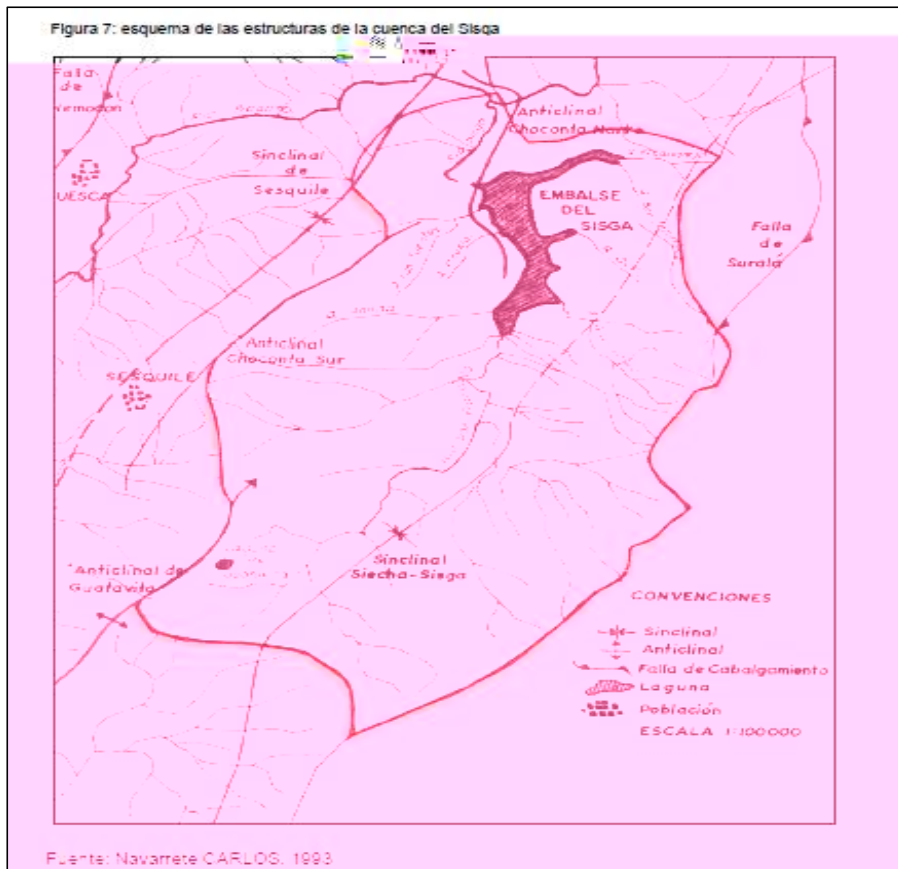 Figura 7: esquema de las estructuras de la cuenca del Sisga
Falla
de
Anticlinal
Choconta
Sinclinal
de
Sesquile
UESCA
EMBALSE
DEL
SISGA
Falla
de
Suralá
Anticlinal
Choconta Sur
SESQUILE
Anticlinal de
Guatavita
Sinclinal
Siecha-Sisga
CONVENCIONES
Sinclinal
Anticlinal
Falla de Cabalgamiento
Laguna
Población
ESCALA 1:100000
Fuente: Navarrete CARLOS. 1993